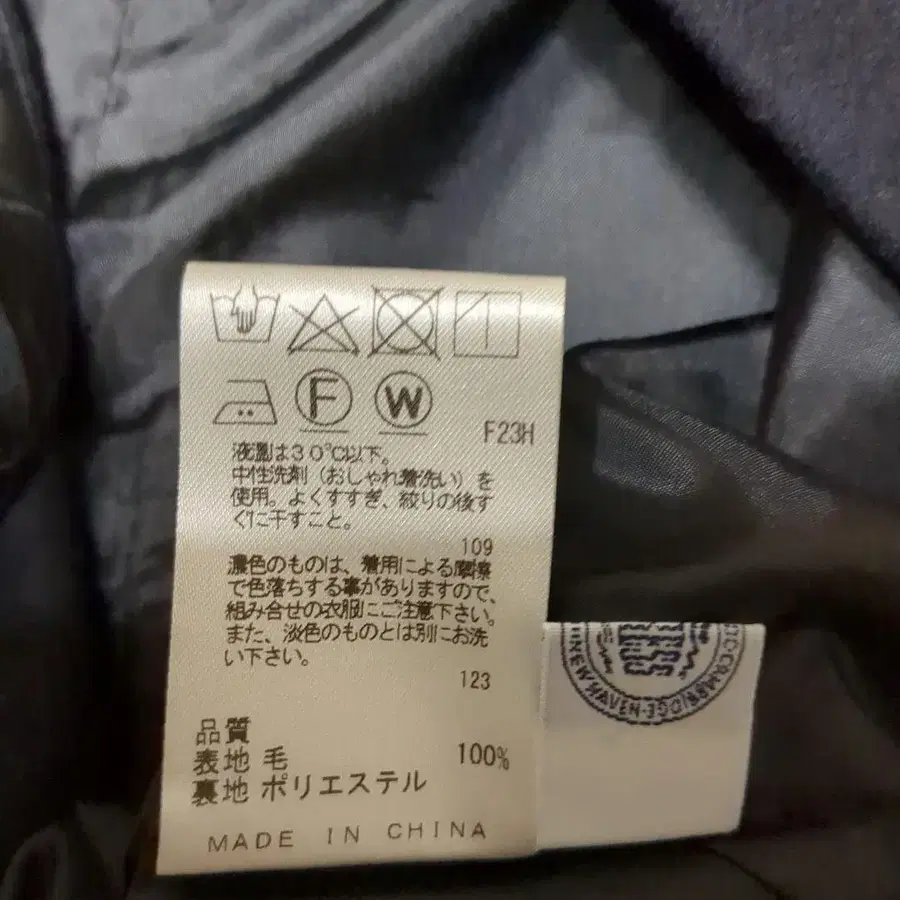 F W
F23H
液温は30℃以下。
中性洗剤（おしゃれ着洗い）を
使用。よくすすぎ、絞りの後す
ぐに干すこと。
109
濃色のものは、着用による摩擦
で色落ちする事がありますので、
組み合せの衣服にご注意下さい。
また、淡色のものとは別にお洗
い下さい。
123
品質
表地 毛 100%
裏地 ポリエステル
MADE IN CHINA
NEW HAVEN-CAMBRIDGE